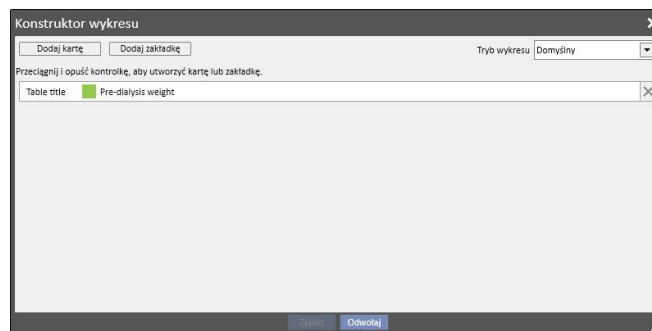 Konstruktor wykresu
Dodaj kartę Dodaj zakładkę Tryb wykresu Domyślny
Przeciągnij i opuść kontrolkę, aby utworzyć kartę lub zakładkę.
Table title Pre-dialysis weight
Zapisz Odwołaj